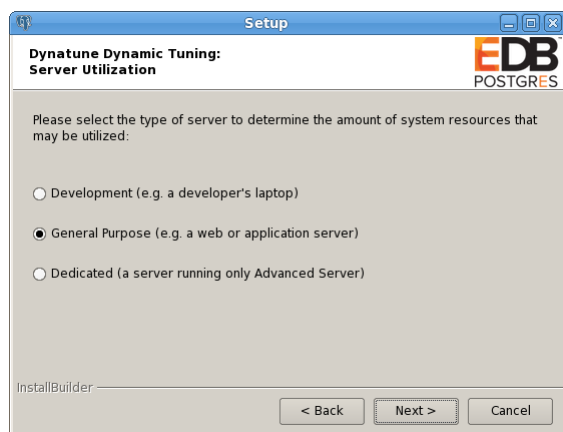 Setup
Dynatune Dynamic Tuning:
Server Utilization
EDB
POSTGRES
Please select the type of server to determine the amount of system resources that
may be utilized:
Development (e.g. a developer's laptop)
General Purpose (e.g. a web or application server)
Dedicated (a server running only Advanced Server)
InstallBuilder
< Back
Next >
Cancel